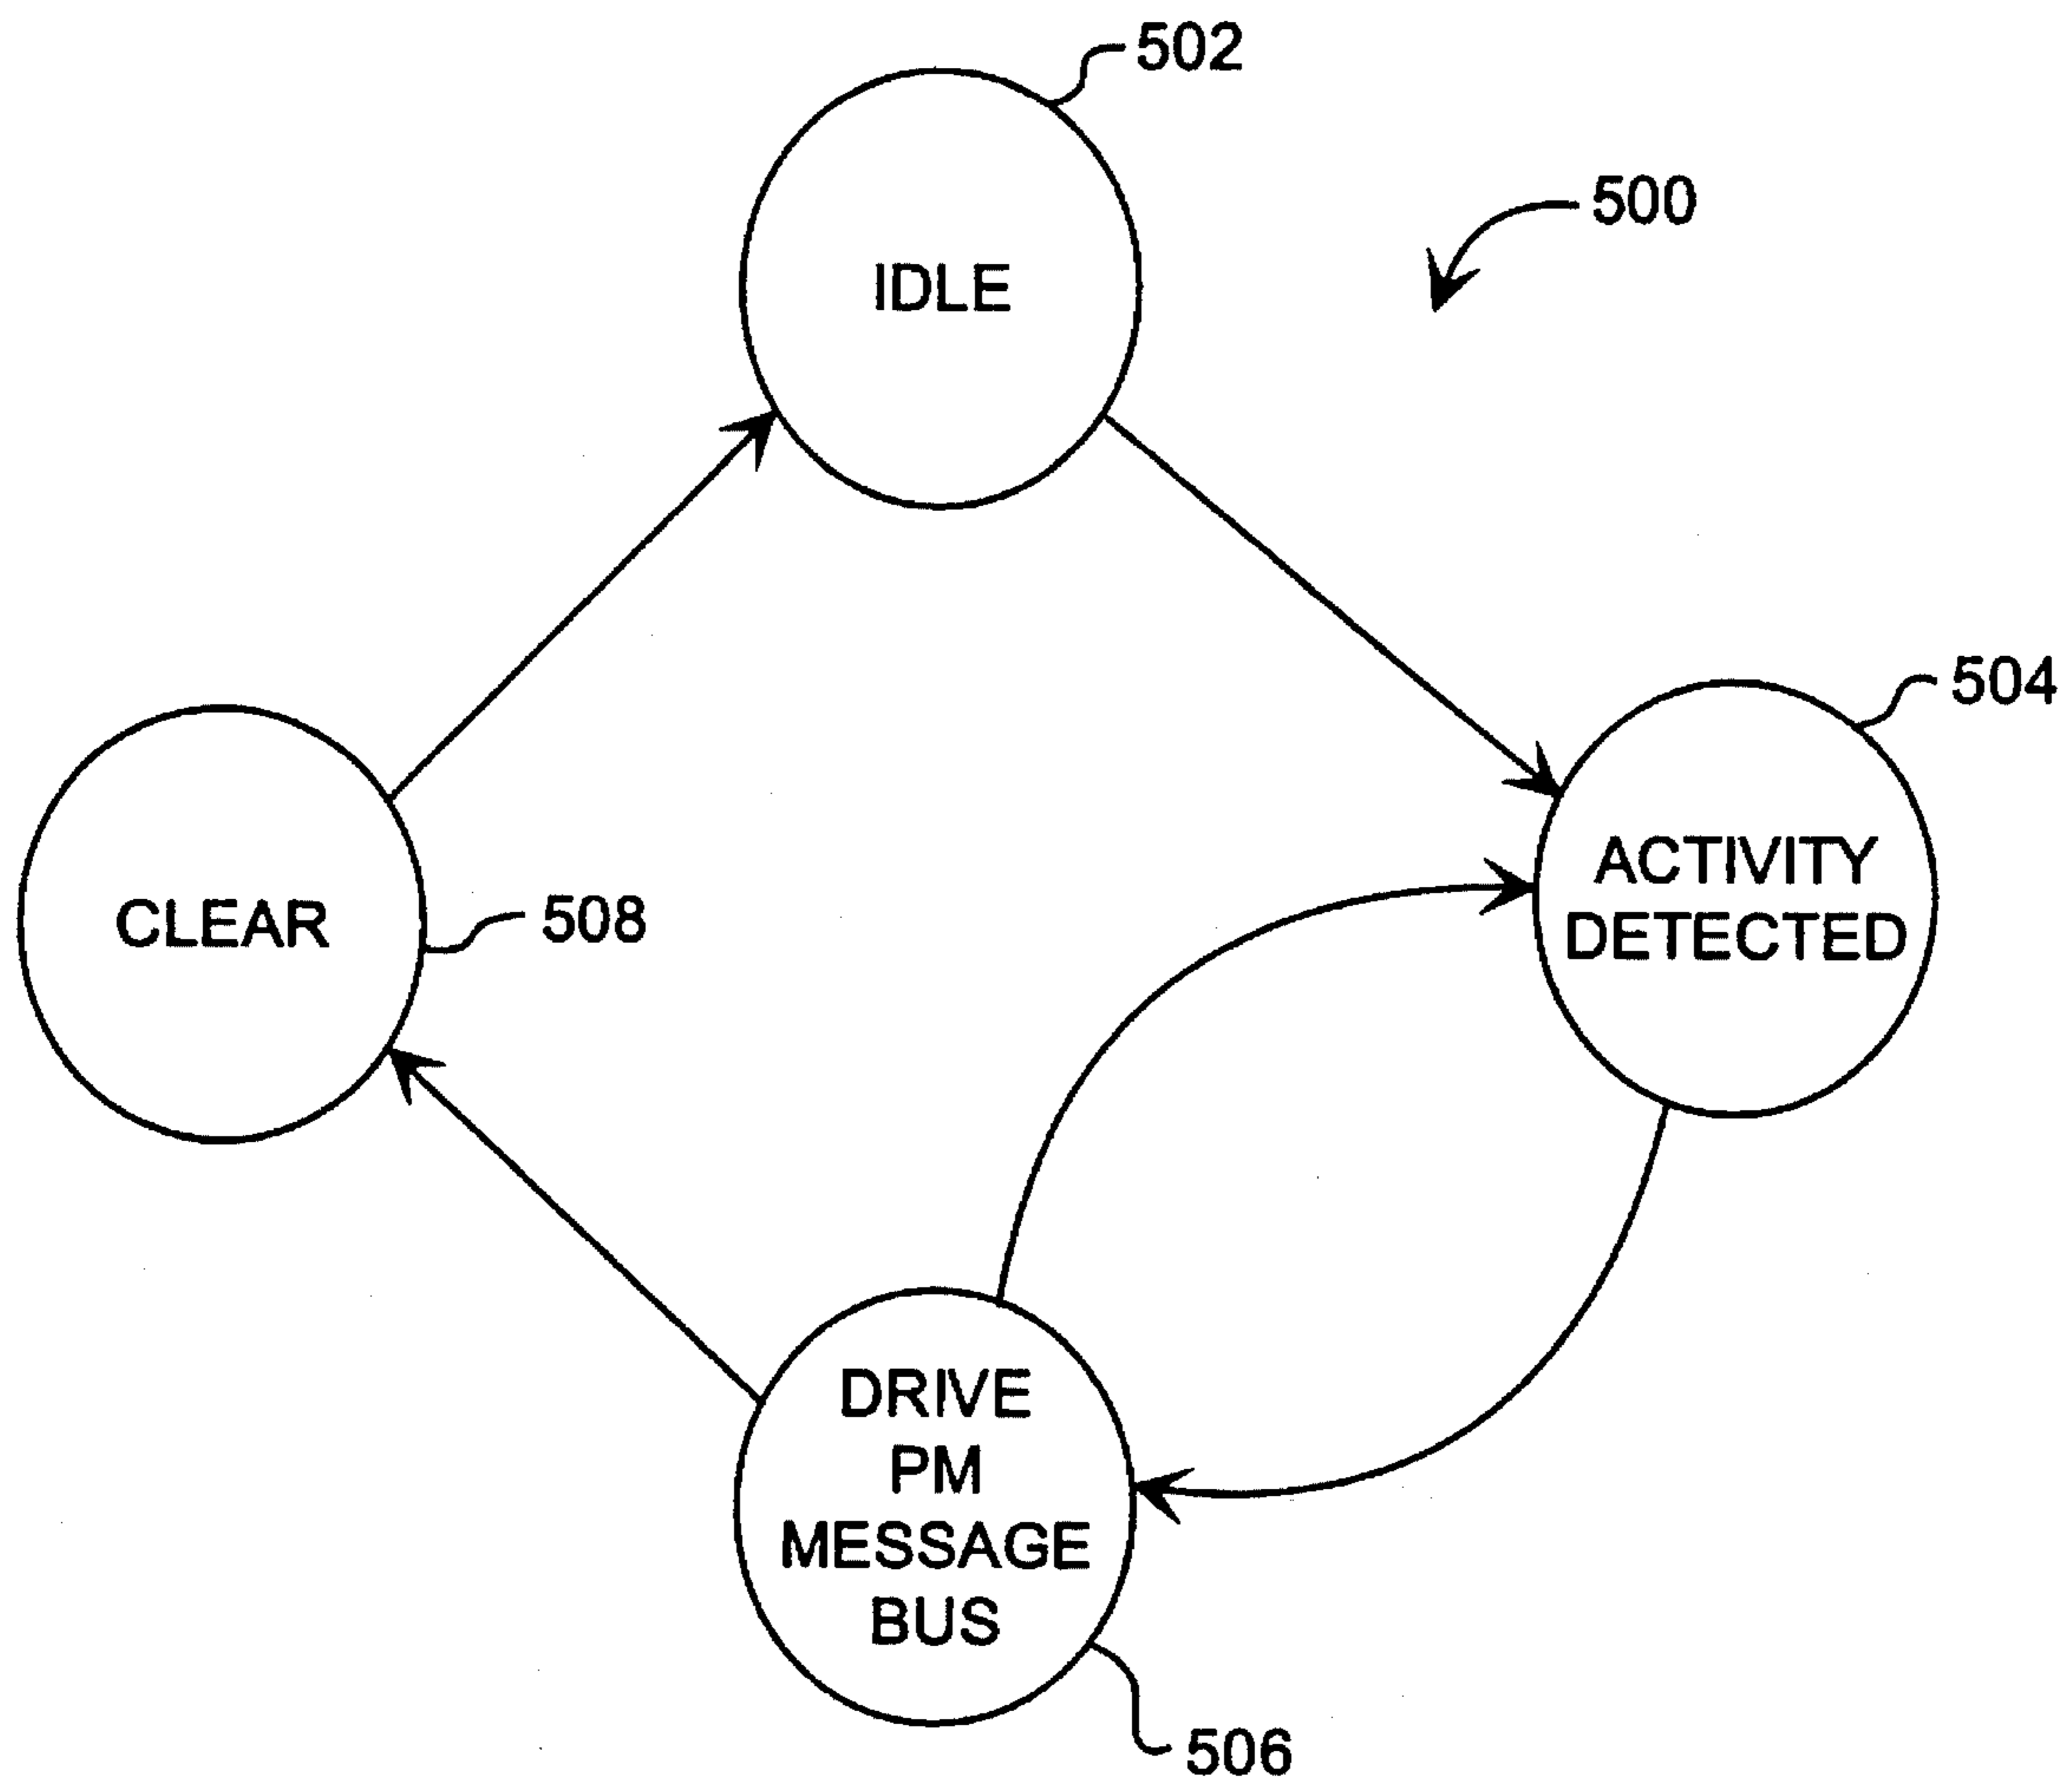 502
500
IDLE
504
ACTIVITY
DETECTED
CLEAR
508
DRIVE
PM
MESSAGE
BUS
506